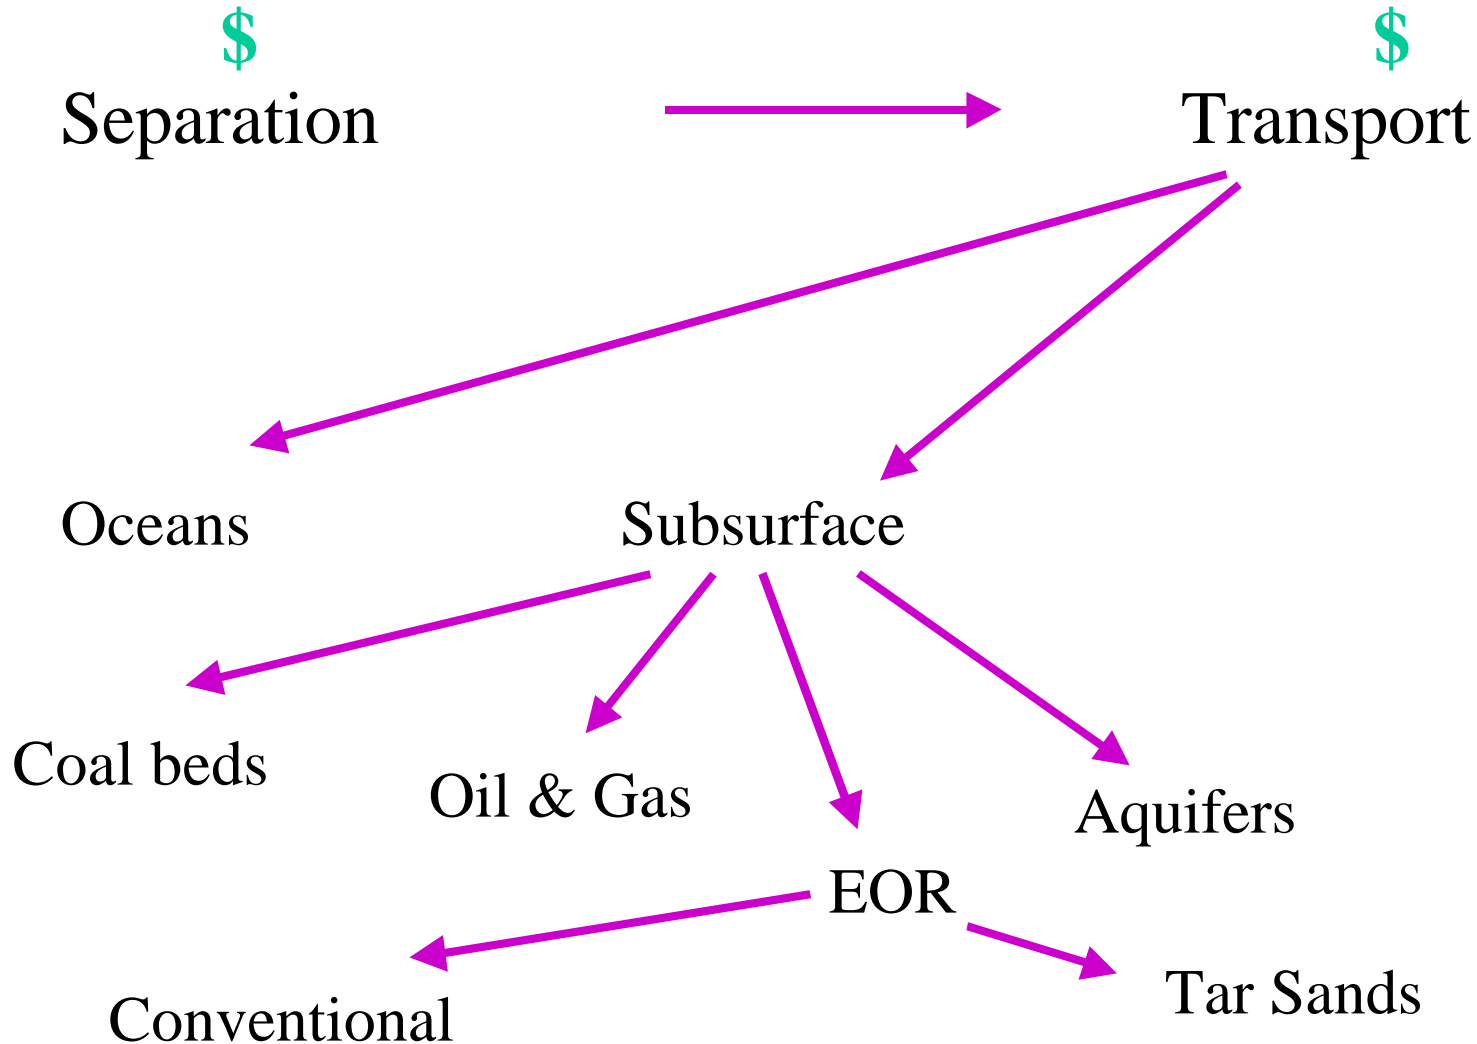 $ $
Separation Transport
Oceans Subsurface
Coal beds
Oil & Gas
Aquifers
EOR
Tar Sands
Conventional